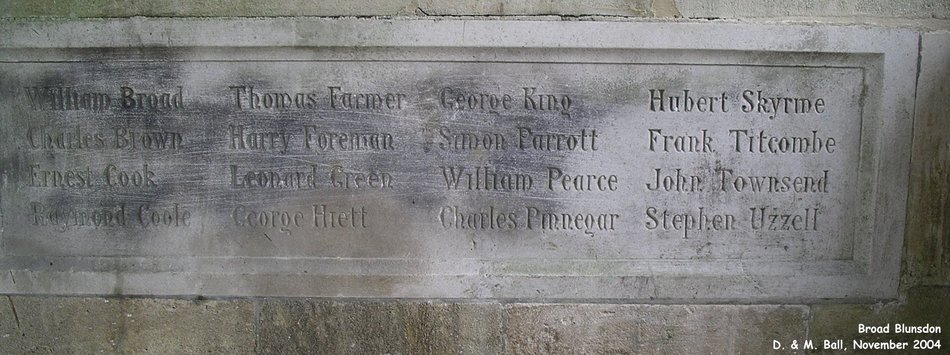 William Broad
Charles Brown
Ernest Cook
Raymond Coole
Thomas Farmer
Harry Foreman
Leonard Green
George Hiett
George King
Simon Parrott
William Pearce
Charles Pinnegar
Hubert Skyrme
Frank Titcombe
John Townsend
Stephen Uzzell
Broad Blunsdon
D. & M. Ball, November 2004